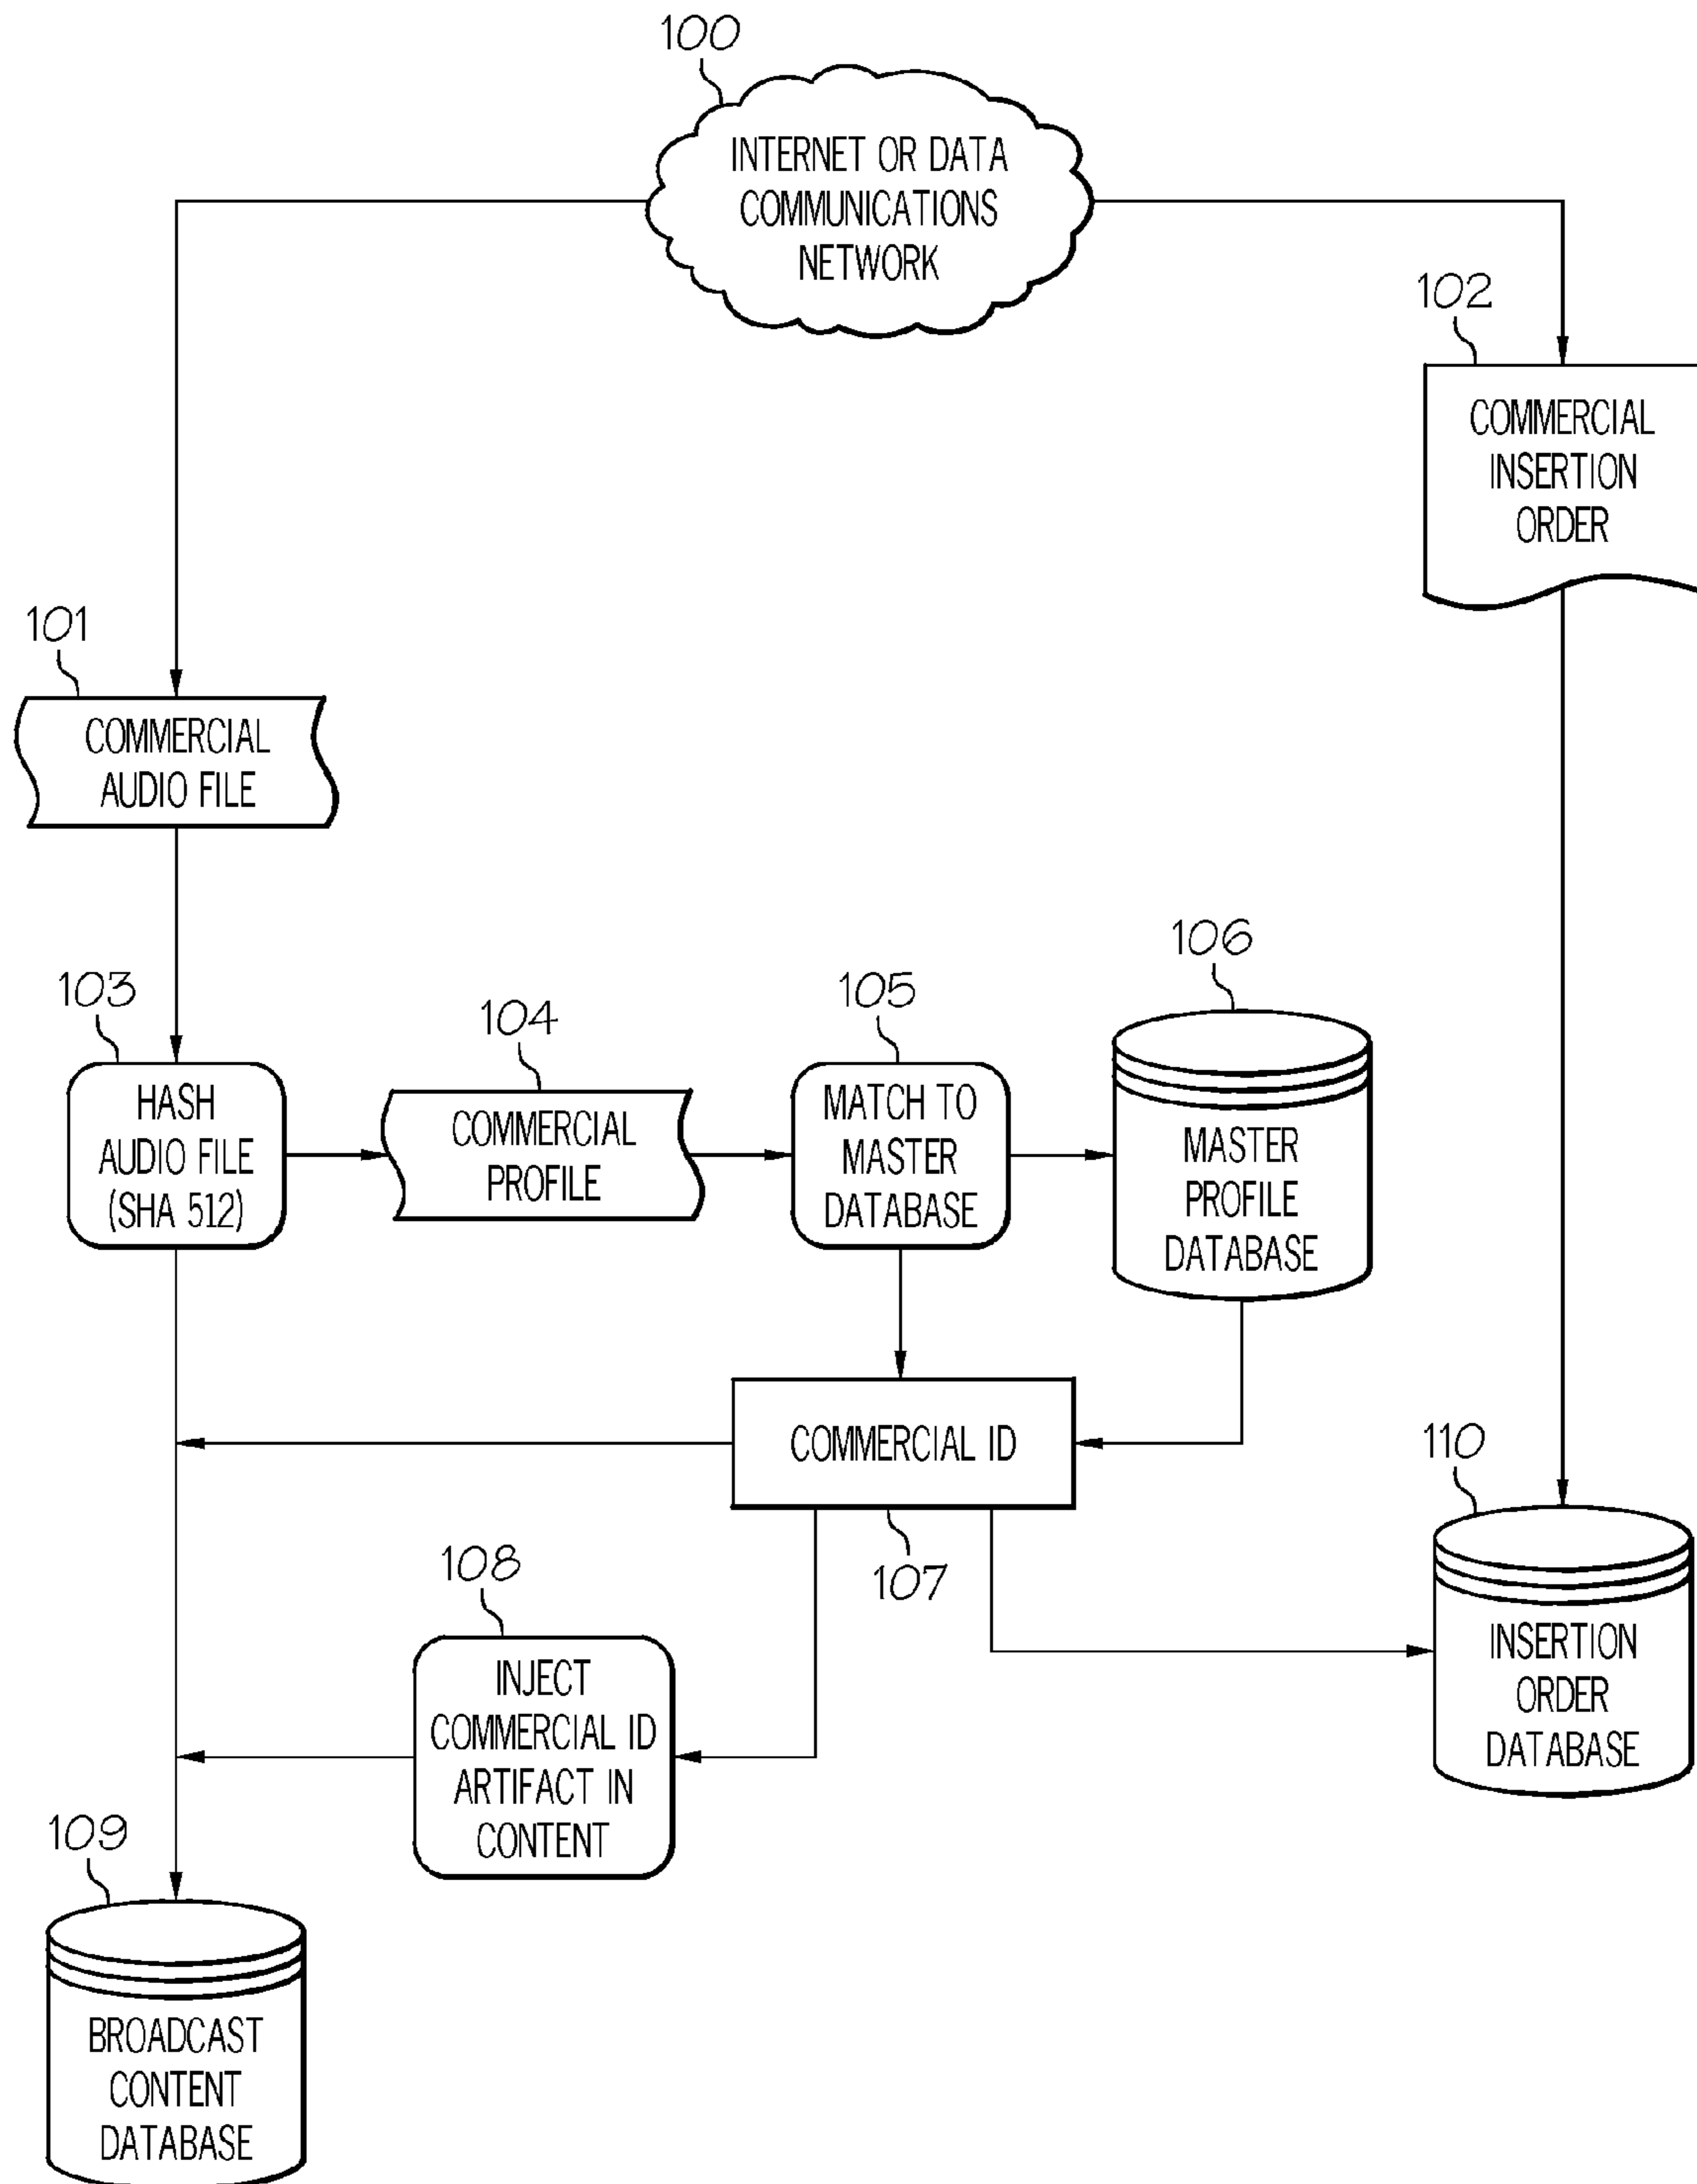 100
INTERNET OR DATA
COMMUNICATIONS
NETWORK
102
COMMERCIAL
INSERTION
ORDER
101
COMMERCIAL
AUDIO FILE
103
HASH
AUDIO FILE
(SHA 512)
104
COMMERCIAL
PROFILE
105
MATCH TO
MASTER
DATABASE
106
MASTER
PROFILE
DATABASE
COMMERCIAL ID
107
110
INSERTION
ORDER
DATABASE
108
INJECT
COMMERCIAL ID
ARTIFACT IN
CONTENT
109
BROADCAST
CONTENT
DATABASE